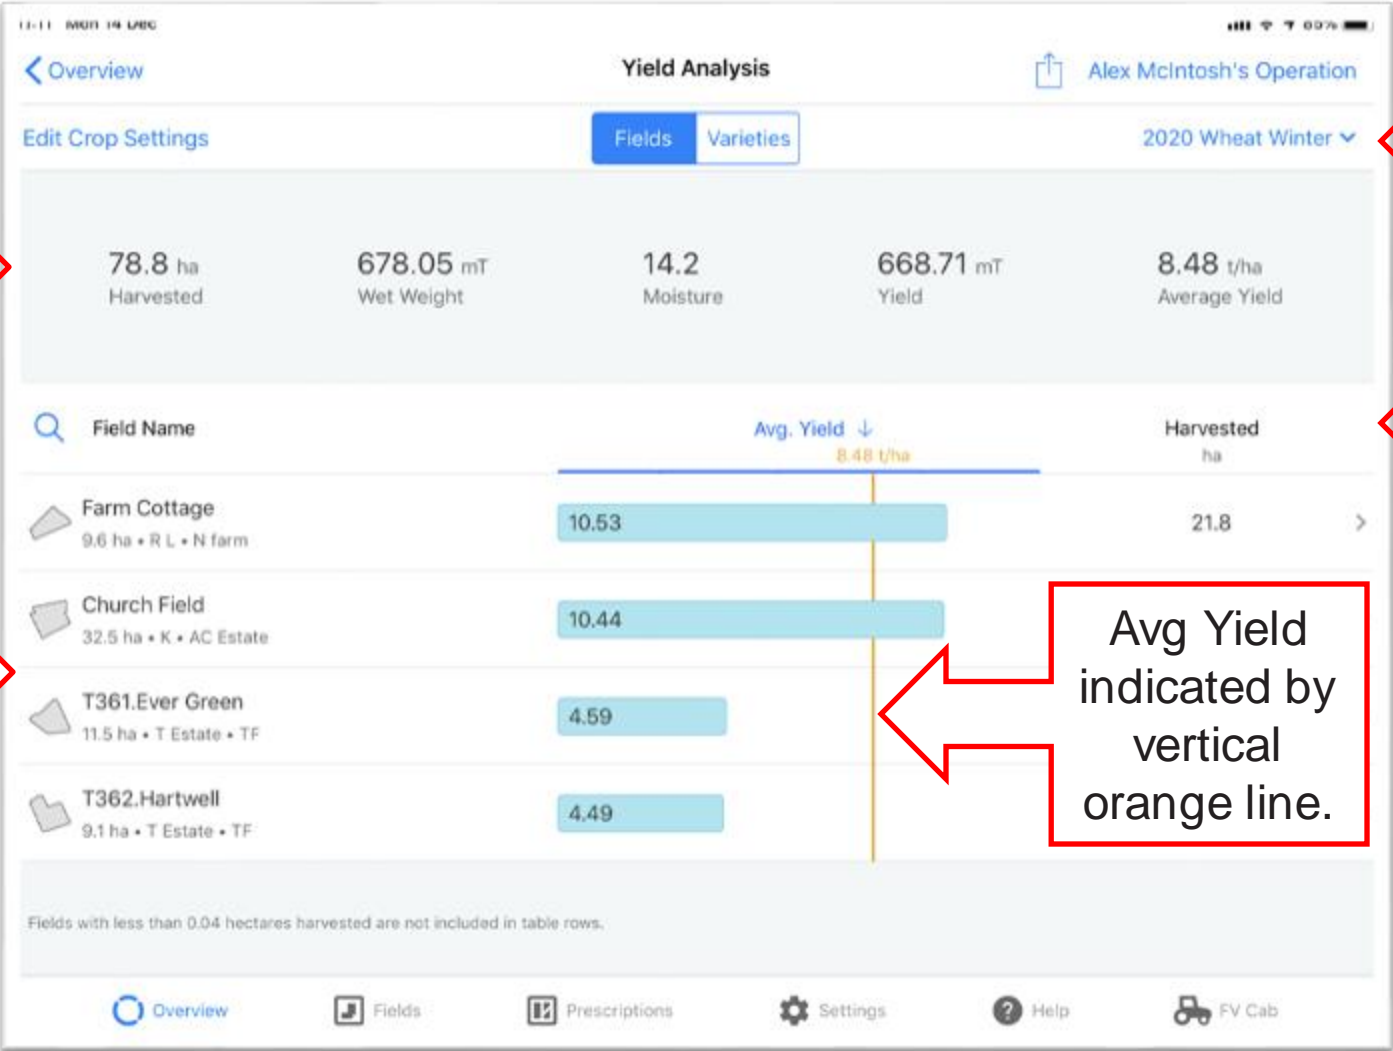 11:11 Mon 14 Dec
Overview
Yield Analysis
Alex McIntosh's Operation
Edit Crop Settings
Fields
Varieties
2020 Wheat Winter
78.8 ha
Harvested
678.05 mT
Wet Weight
14.2
Moisture
668.71 mT
Yield
8.48 t/ha
Average Yield
Field Name
Avg. Yield ↓
8.48 t/ha
Harvested
ha
Farm Cottage
9.6 ha • R L • N farm
10.53
21.8
Church Field
32.5 ha • K • AC Estate
10.44
T361.Ever Green
11.5 ha • T Estate • TF
4.59
T362.Hartwell
9.1 ha • T Estate • TF
4.49
Avg Yield
indicated by
vertical
orange line.
Fields with less than 0.04 hectares harvested are not included in table rows.
Overview
Fields
Prescriptions
Settings
Help
FV Cab